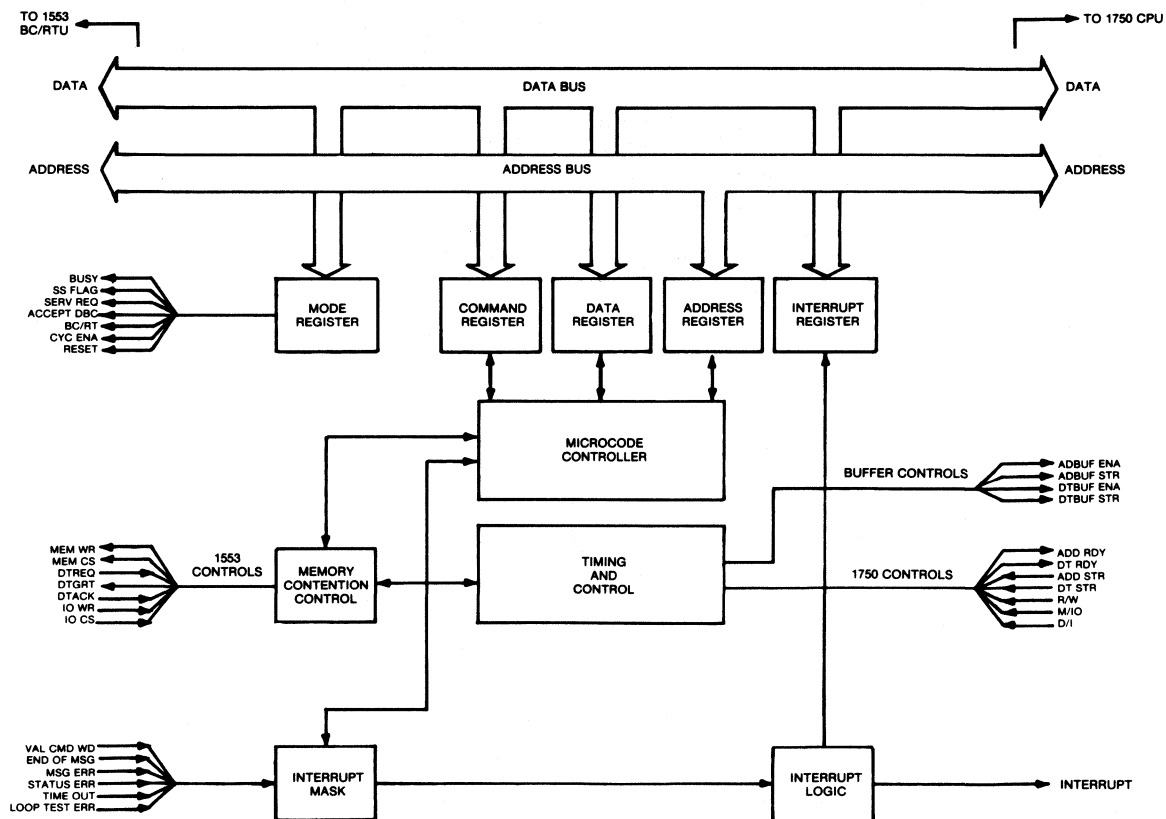 TO 1553
BC/RTU
TO 1750 CPU
DATA
DATA BUS
DATA
ADDRESS
ADDRESS BUS
ADDRESS
BUSY
SS FLAG
SERV REQ
ACCEPT DBC
BC/RT
CYC ENA
RESET
MODE
REGISTER
COMMAND
REGISTER
DATA
REGISTER
ADDRESS
REGISTER
INTERRUPT
REGISTER
MICROCODE
CONTROLLER
BUFFER CONTROLS
ADBUF ENA
ADBUF STR
DTBUF ENA
DTBUF STR
MEM WR
MEM CS
DTREQ
DTGRT
DTACK
IO WR
IO CS
1553
CONTROLS
MEMORY
CONTENTION
CONTROL
TIMING
AND
CONTROL
1750 CONTROLS
ADD RDY
DT RDY
ADD STR
DT STR
R/W
M/IO
D/I
VAL CMD WD
END OF MSG
MSG ERR
STATUS ERR
TIME OUT
LOOP TEST ERR
INTERRUPT
MASK
INTERRUPT
LOGIC
INTERRUPT